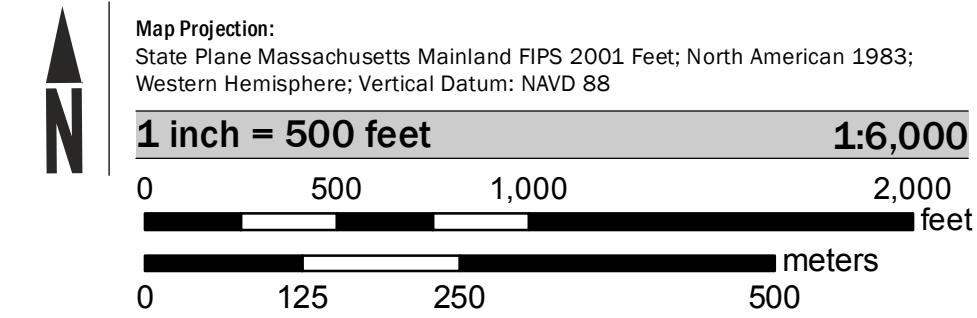 N
Map Projection:
State Plane Massachusetts Mainland FIPS 2001 Feet; North American 1983;
Western Hemisphere; Vertical Datum: NAVD 88
1 inch = 500 feet 1:6,000
0 500 1,000 2,000
feet
meters
0 125 250 500